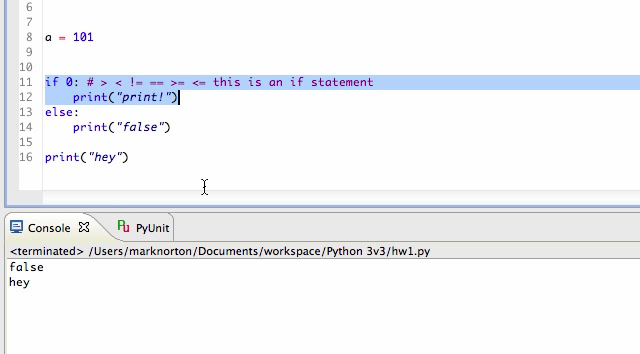 6
7
8 a = 101
9
10
11 if 0: # > < != == >= <= this is an if statement
12 print("print!")
13 else:
14 print("false")
15
16 print("hey")
Console PyUnit
<terminated> /Users/marknorton/Documents/workspace/Python 3v3/hw1.py
false
hey